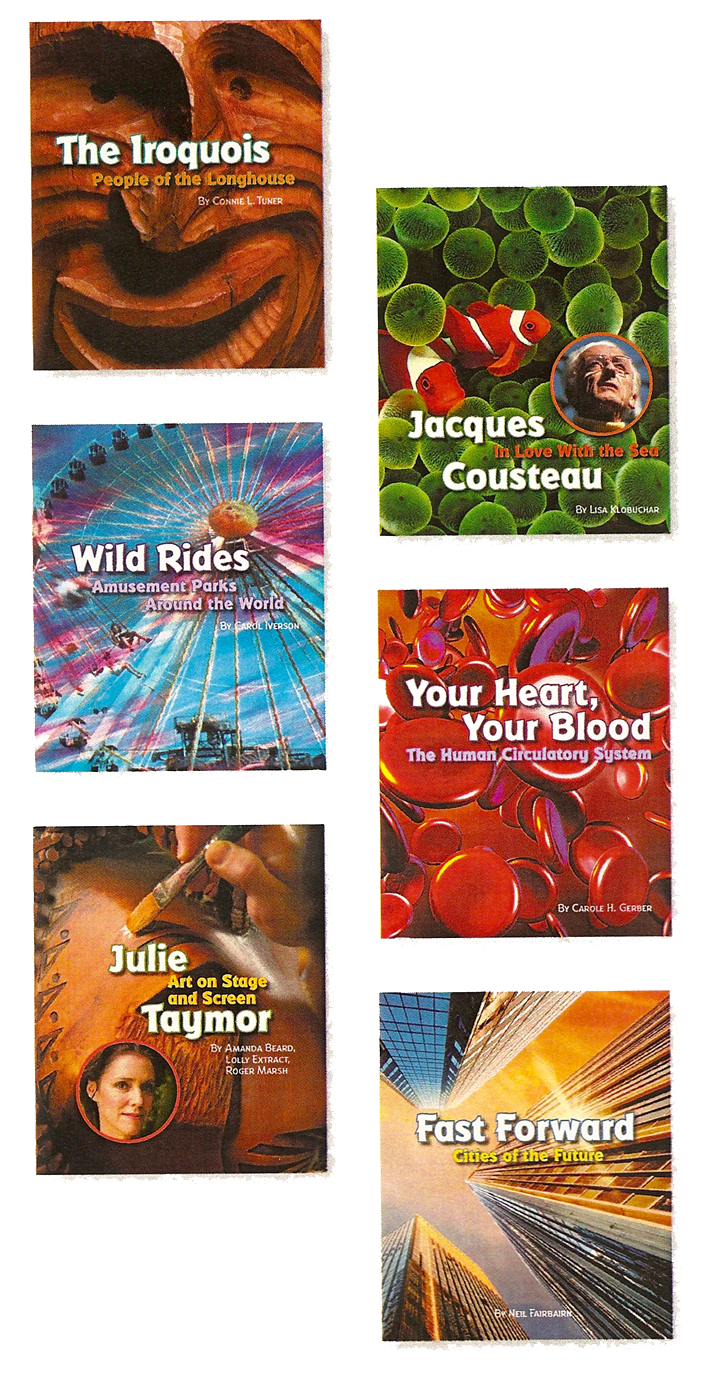 The Iroquois
People of the Longhouse
By Connie L. Tuner
Jacques
In Love With the Sea
Cousteau
By Lisa Klobuchar
Wild Rides
Amusement Parks
Around the World
By Carol Iverson
Your Heart,
Your Blood
The Human Circulatory System
By Carole H. Gerber
Julie
Art on Stage
and Screen
Taymor
By Amanda Beard,
Lolly Extract,
Roger Marsh
Fast Forward
Cities of the Future
By Neil Fairbairn